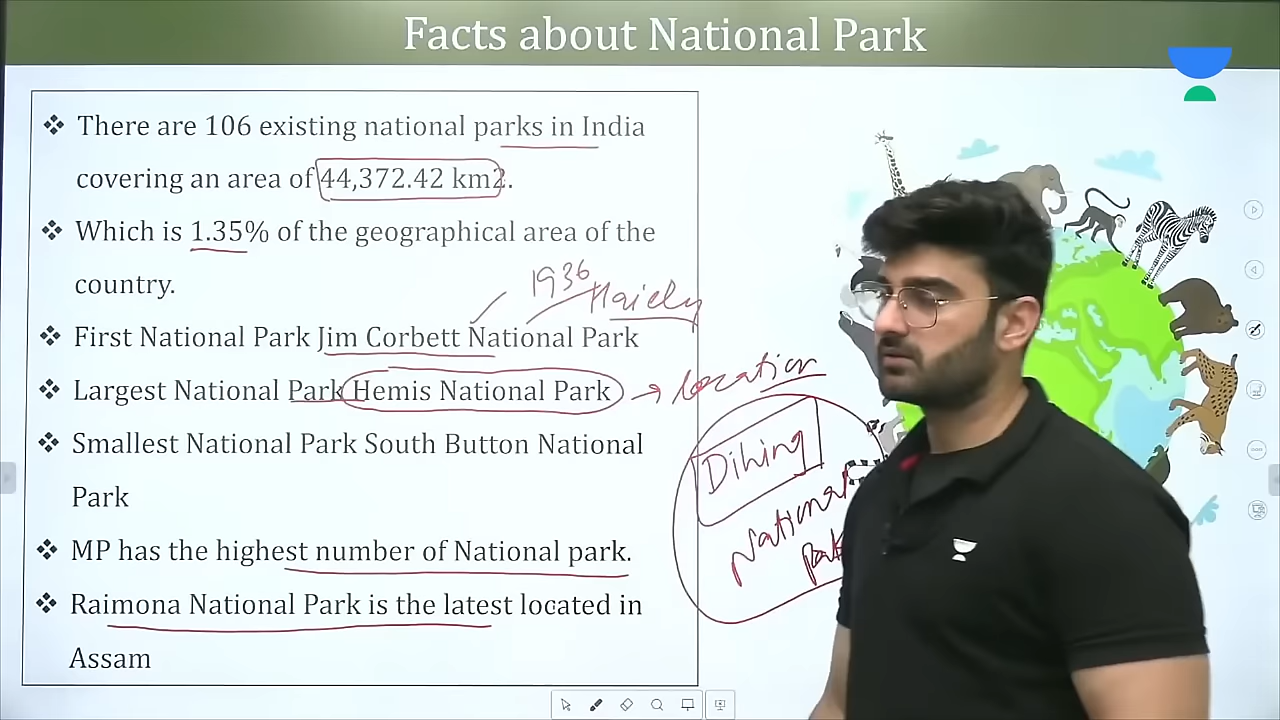 Facts about National Park
❖ There are 106 existing national parks in India
covering an area of 44,372.42 km2.
❖ Which is 1.35% of the geographical area of the
country.
1936
Haiely
❖ First National Park Jim Corbett National Park
❖ Largest National Park Hemis National Park → location
❖ Smallest National Park South Button National
Park
Dihing
National
Park
❖ MP has the highest number of National park.
❖ Raimona National Park is the latest located in
Assam